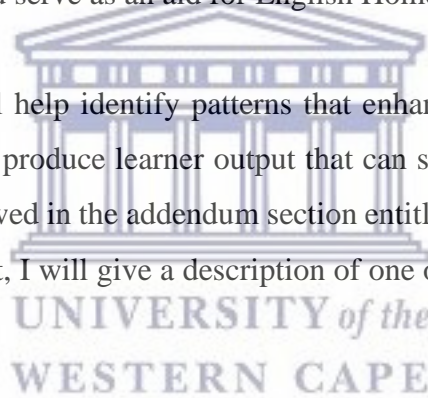 serve as an aid for English Hom
help identify patterns that enhan
produce learner output that can s
ved in the addendum section entitl
t, I will give a description of one o
UNIVERSITY of the
WESTERN CAPE